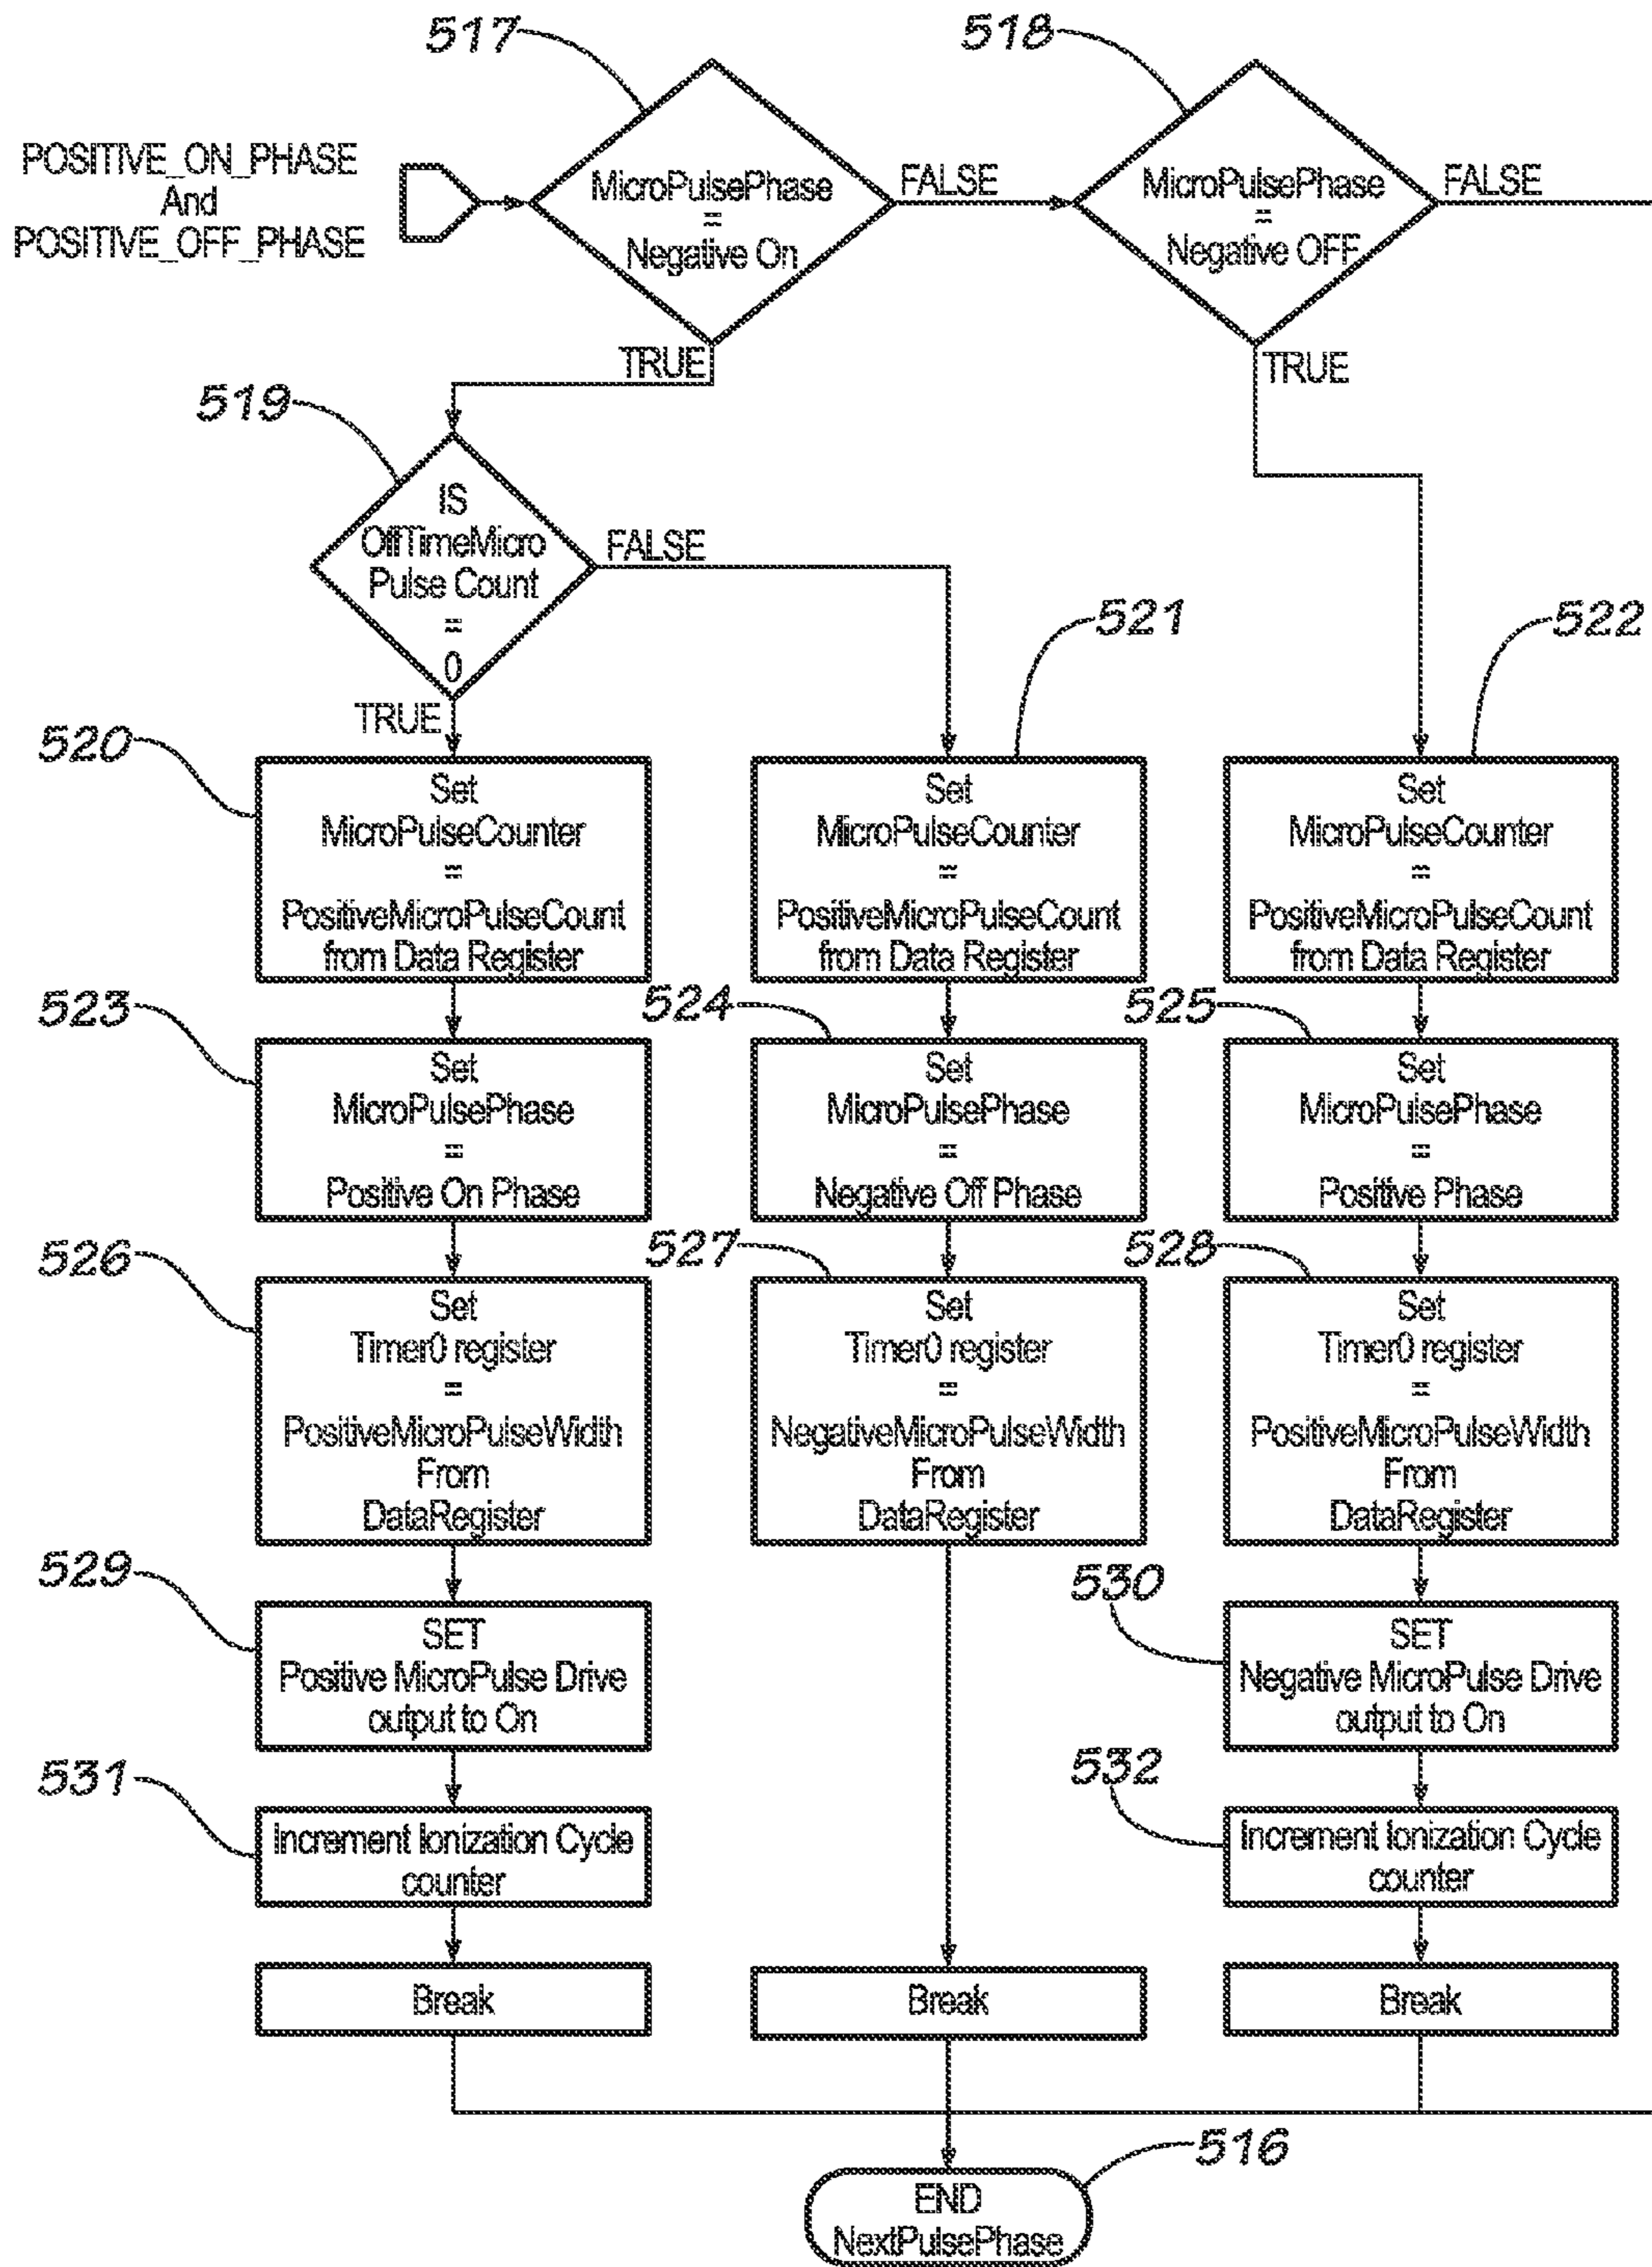 517
518
POSITIVE_ON_PHASE
And
POSITIVE_OFF_PHASE
MicroPulsePhase
=
Negative On
FALSE
MicroPulsePhase
=
Negative OFF
FALSE
TRUE
TRUE
519
IS
OffTimeMicro
Pulse Count
=
0
FALSE
TRUE
520
521
522
Set
MicroPulseCounter
=
PositiveMicroPulseCount
from Data Register
Set
MicroPulseCounter
=
PositiveMicroPulseCount
from Data Register
Set
MicroPulseCounter
=
PositiveMicroPulseCount
from Data Register
523
524
525
Set
MicroPulsePhase
=
Positive On Phase
Set
MicroPulsePhase
=
Negative Off Phase
Set
MicroPulsePhase
=
Positive Phase
526
527
528
Set
Timer0 register
=
PositiveMicroPulseWidth
From
DataRegister
Set
Timer0 register
=
NegativeMicroPulseWidth
From
DataRegister
Set
Timer0 register
=
PositiveMicroPulseWidth
From
DataRegister
529
530
SET
Positive MicroPulse Drive
output to On
SET
Negative MicroPulse Drive
output to On
531
532
Increment Ionization Cycle
counter
Increment Ionization Cycle
counter
Break
Break
Break
516
END
NextPulsePhase